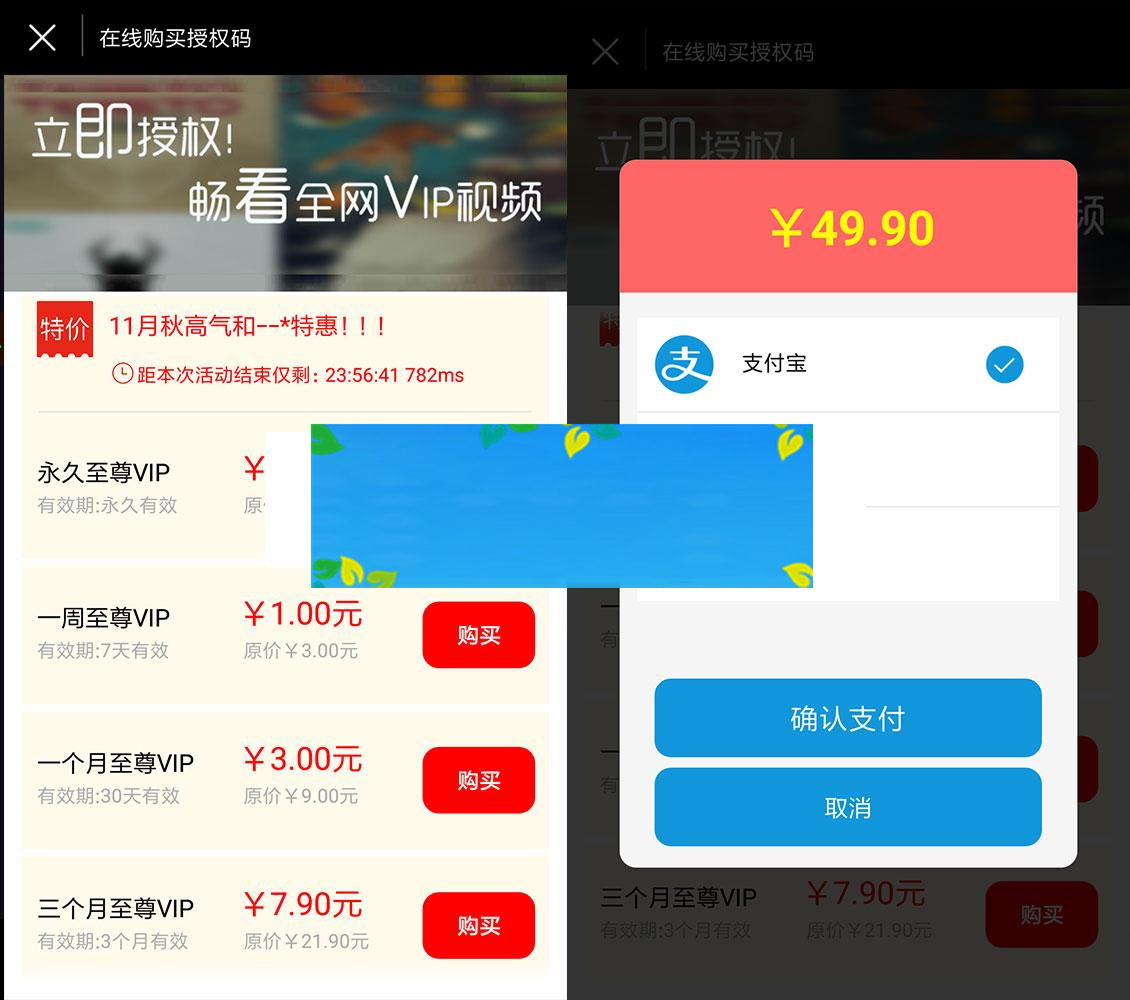 在线购买授权码
立即授权!
畅看全网VIP视频
特价
11月秋高气和--*特惠！！！
距本次活动结束仅剩：23:56:41 782ms
永久至尊VIP
￥
有效期:永久有效
原
一周至尊VIP
￥1.00元
有效期:7天有效
原价￥3.00元
购买
一个月至尊VIP
￥3.00元
有效期:30天有效
原价￥9.00元
购买
三个月至尊VIP
￥7.90元
有效期:3个月有效
原价￥21.90元
购买
在线购买授权码
立即授权!
频
￥49.90
支付宝
确认支付
取消
三个月至尊VIP
￥7.90元
有效期:3个月有效
原价￥21.90元
购买